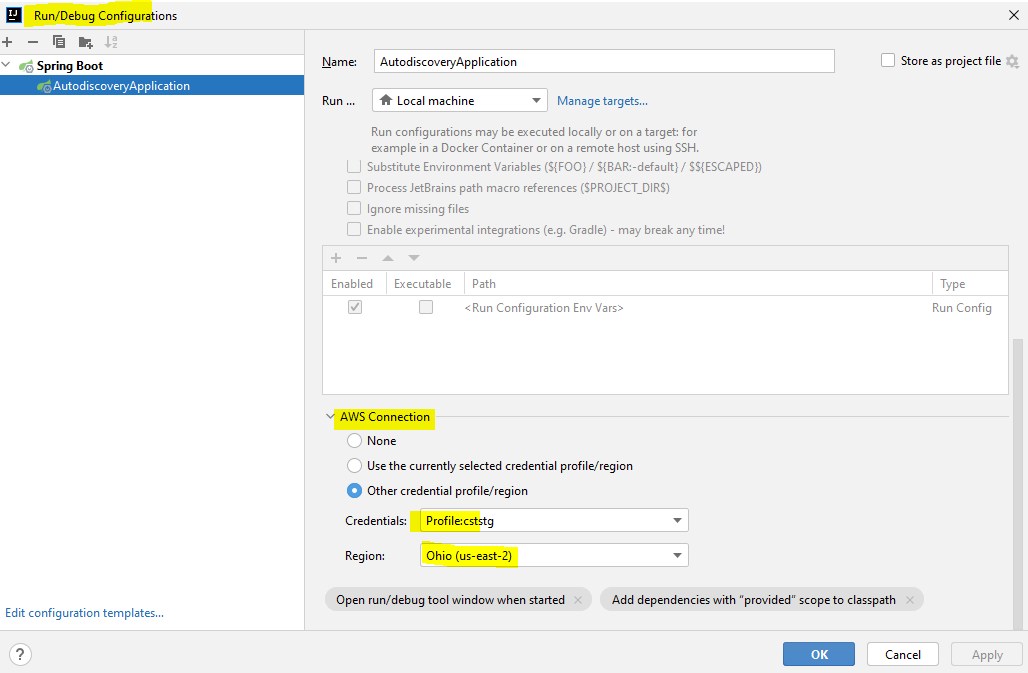 Run/Debug Configurations
Spring Boot
AutodiscoveryApplication
Edit configuration templates...
Name: AutodiscoveryApplication
Store as project file
Run ... Local machine Manage targets...
Run configurations may be executed locally or on a target: for
example in a Docker Container or on a remote host using SSH.
Substitute Environment Variables (${FOO} / ${BAR:-default} / $${ESCAPED})
Process JetBrains path macro references ($PROJECT_DIR$)
Ignore missing files
Enable experimental integrations (e.g. Gradle) - may break any time!
Enabled Executable Path Type
<Run Configuration Env Vars> Run Config
AWS Connection
None
Use the currently selected credential profile/region
Other credential profile/region
Credentials: Profile:cststg
Region: Ohio (us-east-2)
Open run/debug tool window when started × Add dependencies with “provided” scope to classpath ×
? OK Cancel Apply